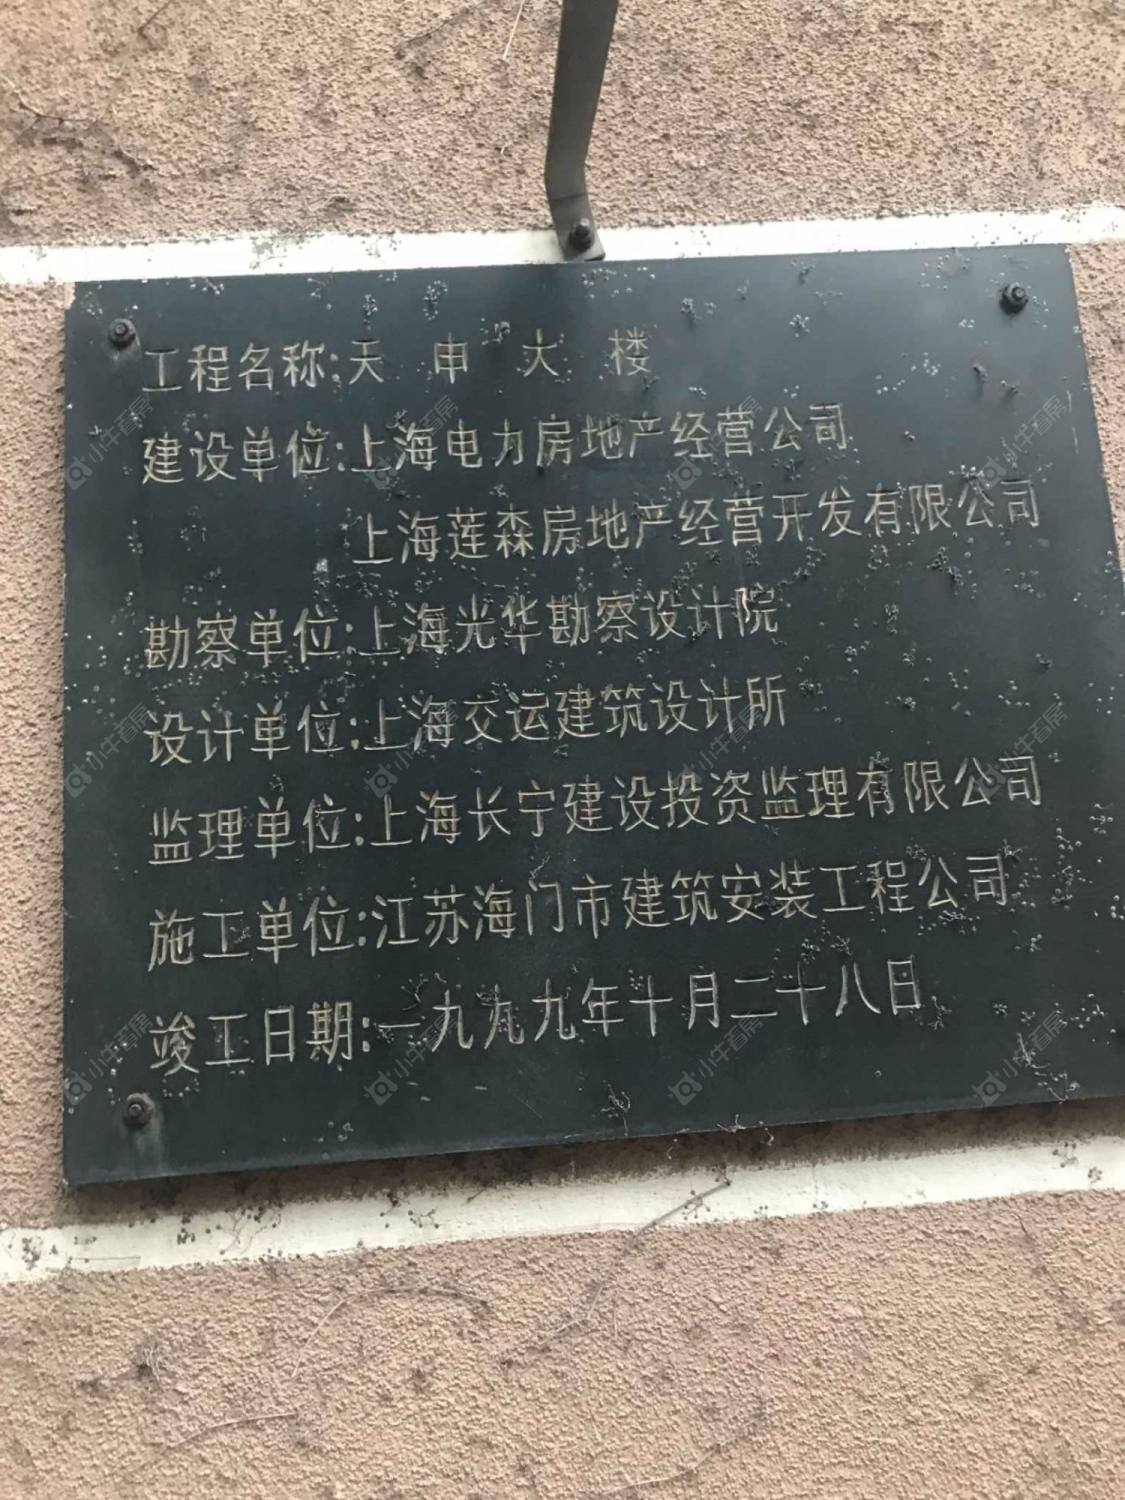 工程名称:天申大楼
建设单位:上海电力房地产经营公司
上海莲森房地产经营开发有限公司
勘察单位:上海光华勘察设计院
设计单位:上海交运建筑设计所
监理单位:上海长宁建设投资监理有限公司
施工单位:江苏海门市建筑安装工程公司
竣工日期:一九九九年十月二十八日
小牛看房